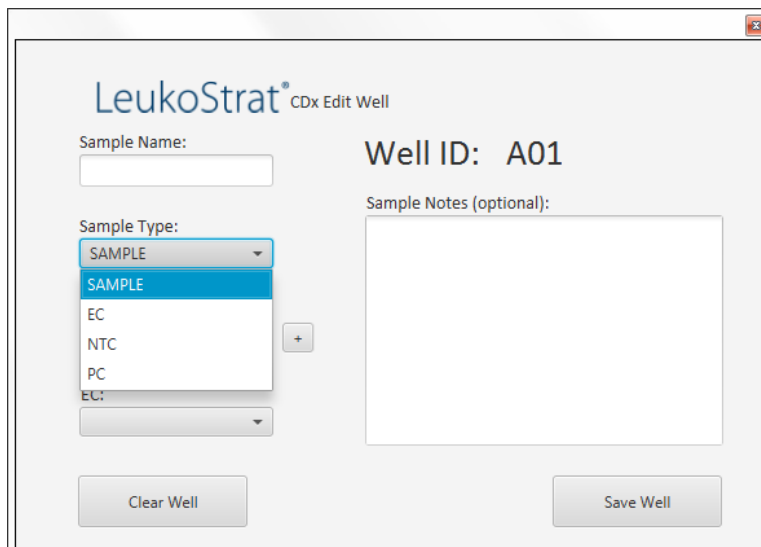 LeukoStrat® CDx Edit Well
Sample Name:
Well ID: A01
Sample Notes (optional):
Sample Type:
SAMPLE
SAMPLE
EC
NTC
PC
+
EC:
Clear Well
Save Well